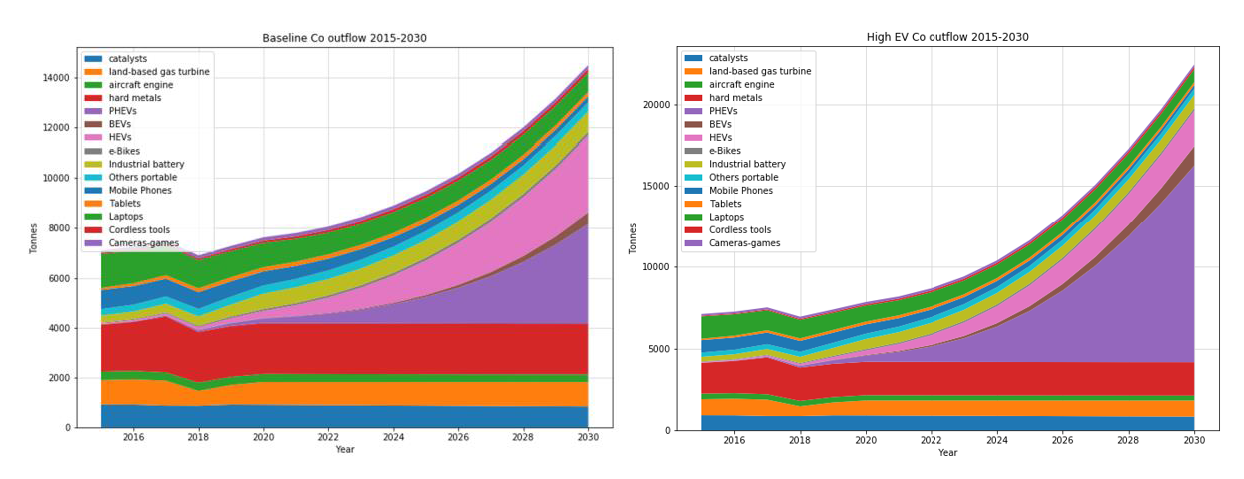 Baseline Co outflow 2015-2030
catalysts
land-based gas turbine
aircraft engine
hard metals
PHEVs
BEVs
HEVs
e-Bikes
Industrial battery
Others portable
Mobile Phones
Tablets
Laptops
Cordless tools
Cameras-games
Tonnes
14000
12000
10000
8000
6000
4000
2000
0
2016 2018 2020 2022 2024 2026 2028 2030
Year
High EV Co outflow 2015-2030
catalysts
land-based gas turbine
aircraft engine
hard metals
PHEVs
BEVs
HEVs
e-Bikes
Industrial battery
Others portable
Mobile Phones
Tablets
Laptops
Cordless tools
Cameras-games
Tonnes
20000
15000
10000
5000
0
2016 2018 2020 2022 2024 2026 2028 2030
Year